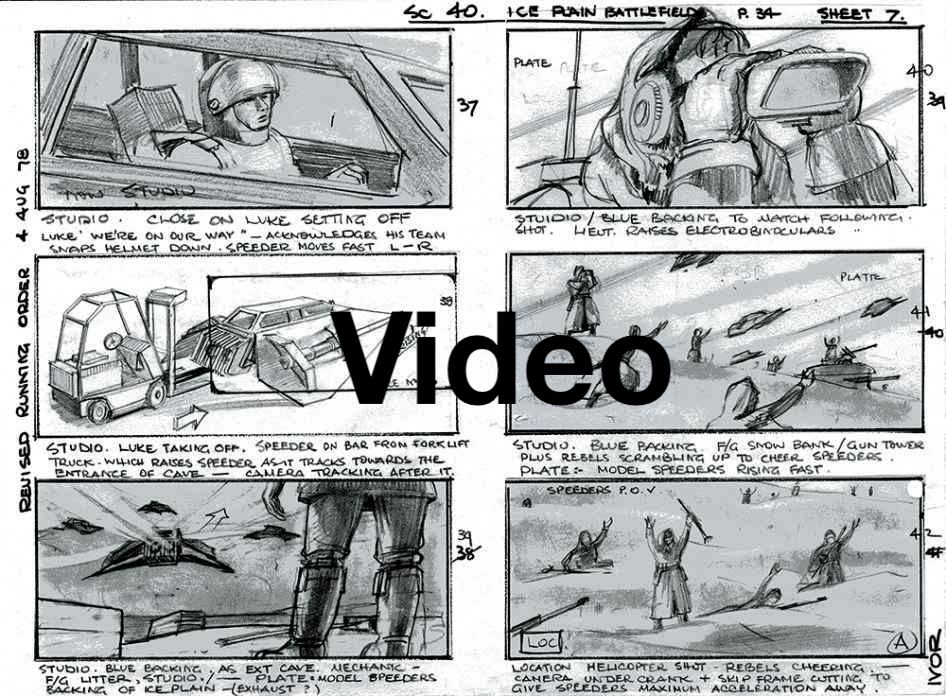 SC 40. ICE PLAIN BATTLEFIELD P. 34 SHEET 7.
REVISED RUNNING ORDER 4 AUG 78
37
STUDIO. CLOSE ON LUKE SETTING OFF
LUKE' WE'RE ON OUR WAY" — ACKNOWLEDGES HIS TEAM
SNAPS HELMET DOWN. SPEEDER MOVES FAST L-R
38
STUDIO. LUKE TAKING OFF. SPEEDER ON BAR FROM FORKLIFT
TRUCK. WHICH RAISES SPEEDER AS IT TRACKS TOWARDS THE
ENTRANCE OF CAVE — CAMERA TRACKING AFTER IT.
39
38
STUDIO. BLUE BACKING. AS EXT CAVE. MECHANIC -
F/G LITTER, STUDIO./— PLATE: MODEL SPEEDERS
BACKING OF ICE PLAIN — (EXHAUST ?)
PLATE
40
39
STUIDIO / BLUE BACKING TO MATCH FOLLOWING.
SHOT. LIEUT. RAISES ELECTROBINOCULARS
PLATE
41
40
STUDIO. BLUE BACKING F/G SNOW BANK / GUN TOWER
PLUS REBELS SCRAMBLING UP TO CHEER SPEEDERS.
PLATE:- MODEL SPEEDERS RISING FAST.
SPEEDERS P.O.V
42
LOC
A
LOCATION HELICOPTER SHOT - REBELS CHEERING. —
CAMERA UNDER CRANK + SKIP FRAME CUTTING TO
GIVE SPEEDERS MAXIMUM ACCELERATION AWAY
IVOR
Video